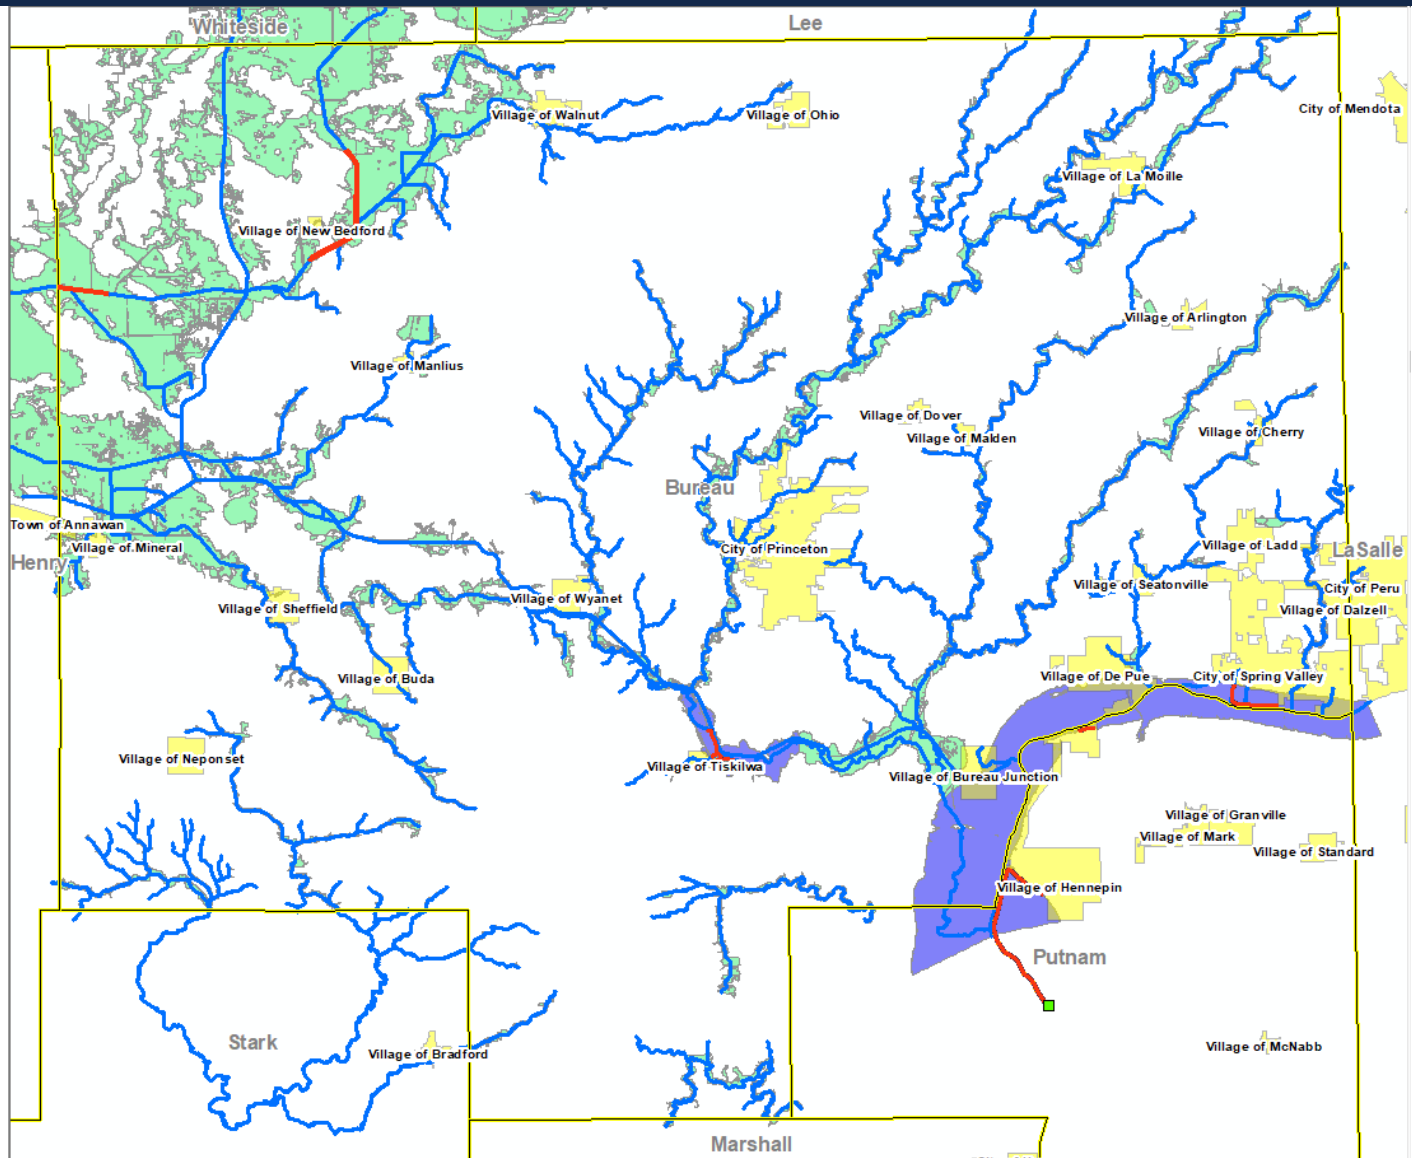 Whiteside
Lee
City of Mendota
Village of Walnut
Village of Ohio
Village of La Moille
Village of New Bedford
Village of Arlington
Village of Manlius
Village of Dover
Village of Malden
Village of Cherry
Bureau
Town of Annawan
Village of Mineral
City of Princeton
Village of Ladd
LaSalle
Henry
Village of Seatonville
City of Peru
Village of Wyanet
Village of Sheffield
Village of Dalzell
Village of Buda
Village of De Pue
City of Spring Valley
Village of Neponset
Village of Tiskilwa
Village of Bureau Junction
Village of Granville
Village of Mark
Village of Standard
Village of Hennepin
Putnam
Stark
Village of Bradford
Village of McNabb
Marshall